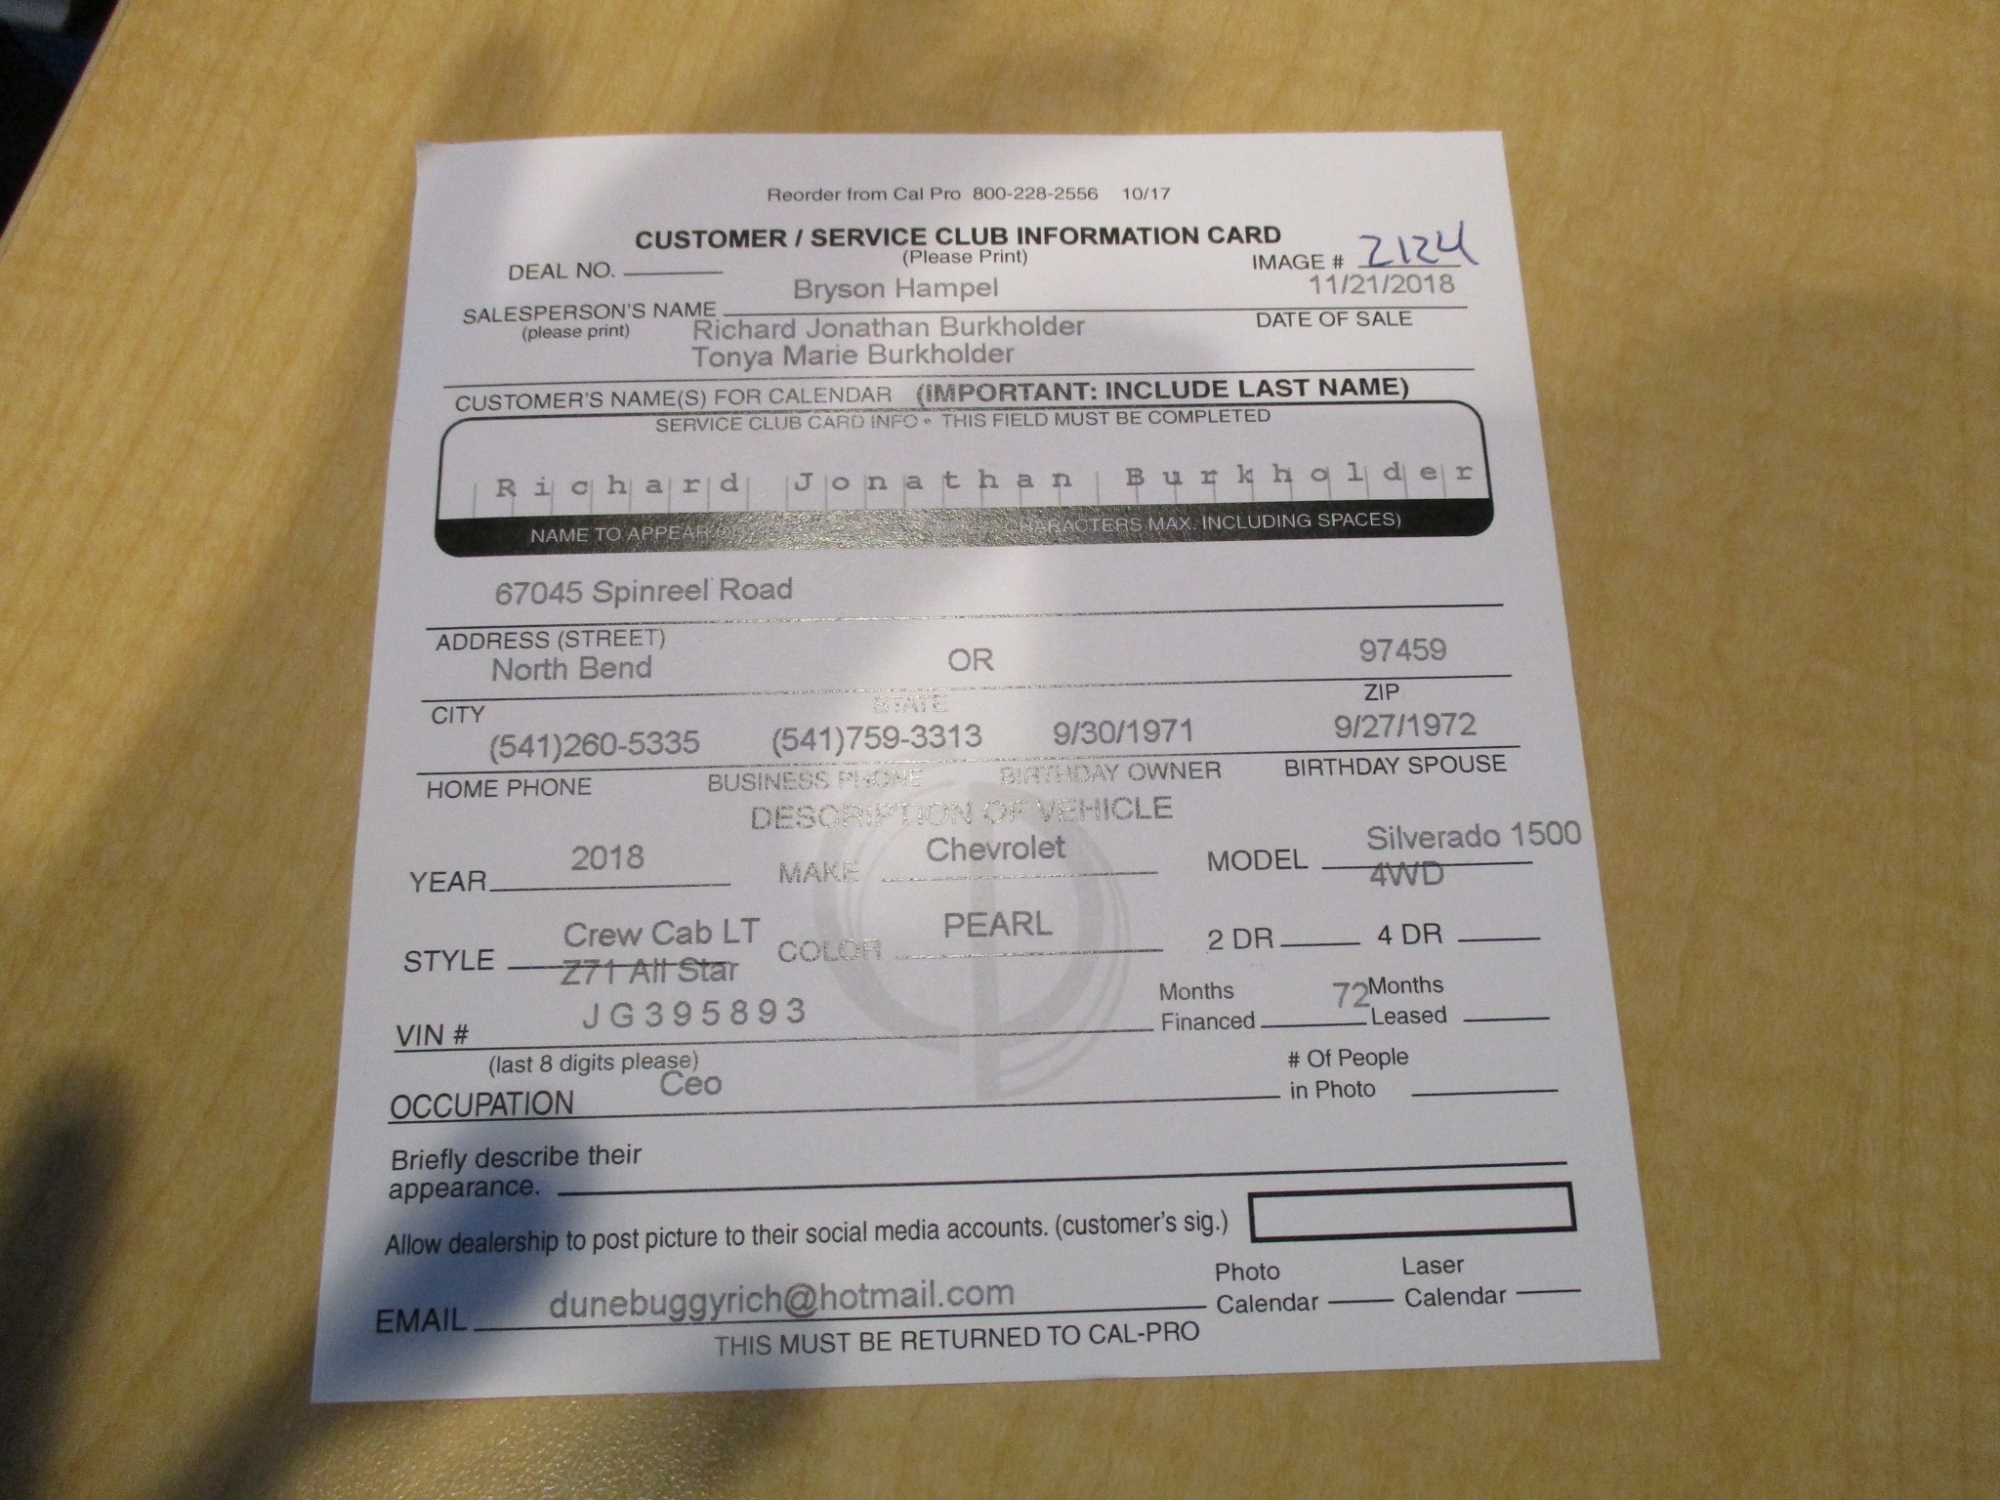 Reorder from Cal Pro 800-228-2556 10/17
CUSTOMER / SERVICE CLUB INFORMATION CARD
(Please Print)
DEAL NO.
IMAGE # 2124
Bryson Hampel 11/21/2018
SALESPERSON'S NAME DATE OF SALE
(please print)
Richard Jonathan Burkholder
Tonya Marie Burkholder
CUSTOMER'S NAME(S) FOR CALENDAR (IMPORTANT: INCLUDE LAST NAME)
SERVICE CLUB CARD INFO • THIS FIELD MUST BE COMPLETED
Richard Jonathan Burkholder
NAME TO APPEAR CHARACTERS MAX. INCLUDING SPACES)
67045 Spinreel Road
ADDRESS (STREET)
North Bend OR 97459
CITY STATE ZIP
(541)260-5335 (541)759-3313 9/30/1971 9/27/1972
HOME PHONE BUSINESS PHONE BIRTHDAY OWNER BIRTHDAY SPOUSE
DESCRIPTION OF VEHICLE
YEAR 2018 MAKE Chevrolet MODEL Silverado 1500
4WD
STYLE Crew Cab LT COLOR PEARL 2 DR 4 DR
Z71 All Star
VIN # JG395893 Months Financed 72 Months Leased
(last 8 digits please)
OCCUPATION Ceo # Of People in Photo
Briefly describe their
appearance.
Allow dealership to post picture to their social media accounts. (customer's sig.)
EMAIL dunebuggyrich@hotmail.com Photo Calendar Laser Calendar
THIS MUST BE RETURNED TO CAL-PRO